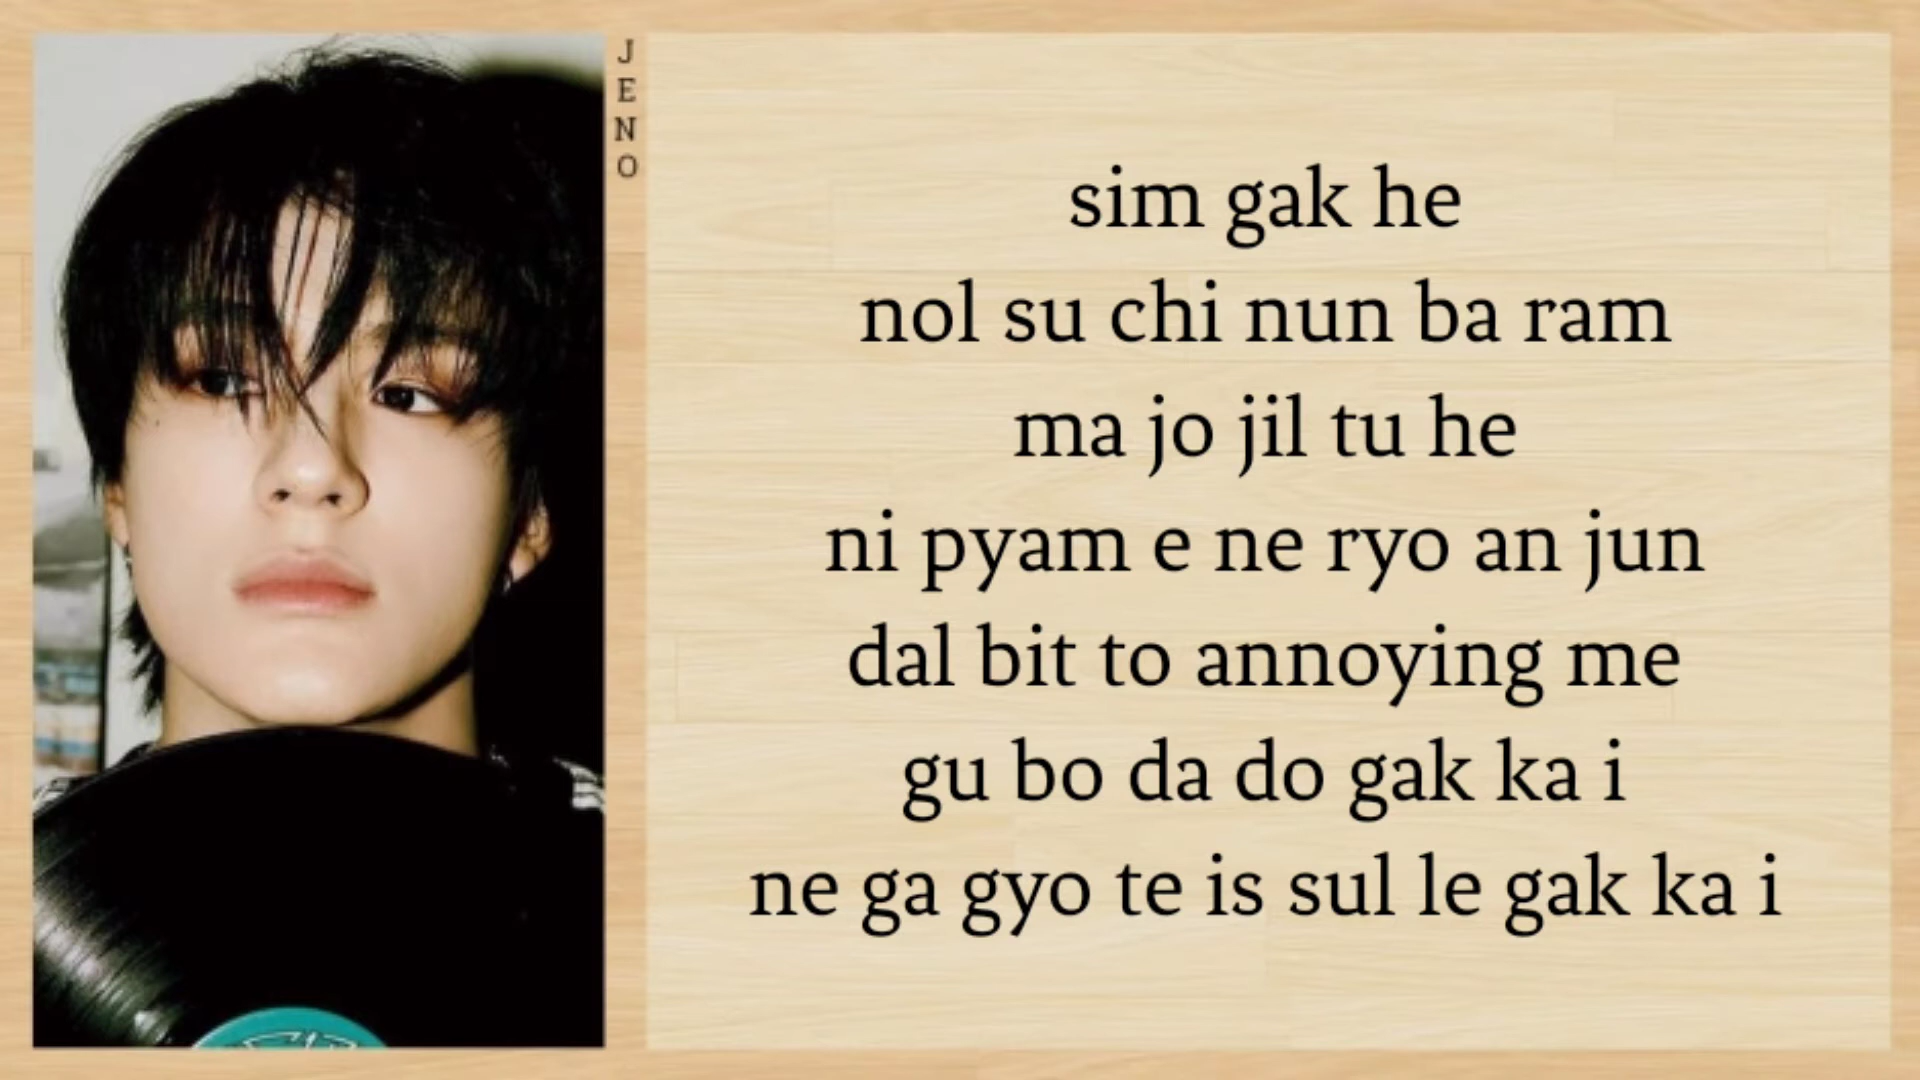 JENO
sim gak he
nol su chi nun ba ram
ma jo jil tu he
ni pyam e ne ryo an jun
dal bit to annoying me
gu bo da do gak ka i
ne ga gyo te is sul le gak ka i